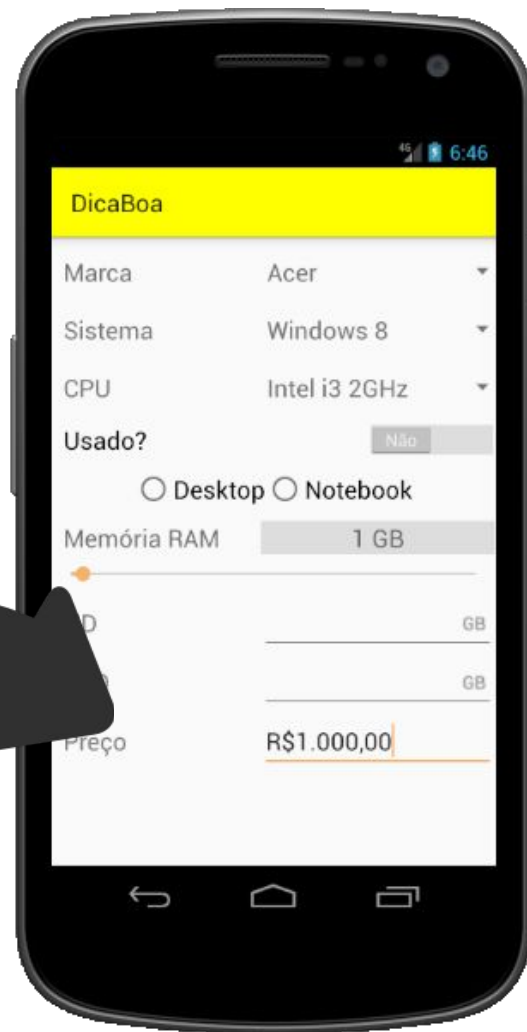 4G 6:46
DicaBoa
Marca Acer
Sistema Windows 8
CPU Intel i3 2GHz
Usado? Não
Desktop Notebook
Memória RAM 1 GB
GB
GB
Preço R$1.000,00